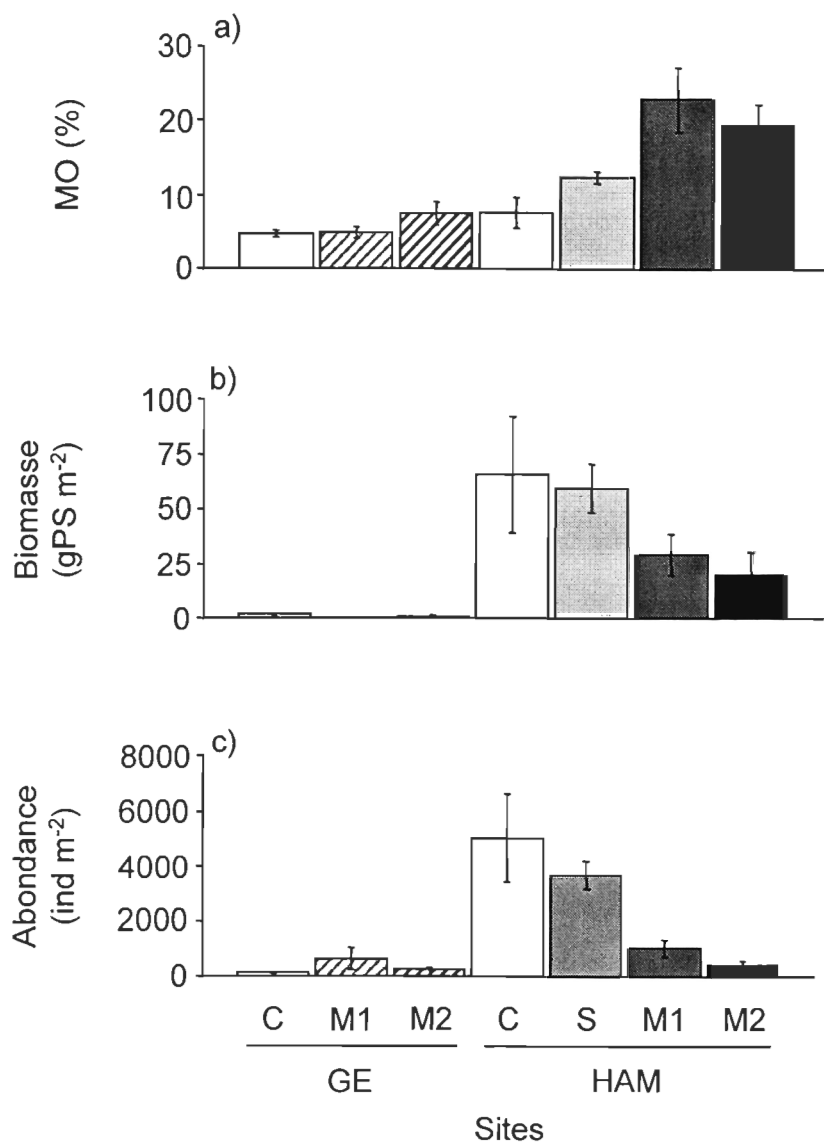 a)
30
20
10
0
MO (%)
b)
100
75
50
25
0
Biomasse
(gPS m⁻²)
c)
8000
6000
4000
2000
0
Abondance
(ind m⁻²)
C M1 M2 C S M1 M2
GE HAM
Sites